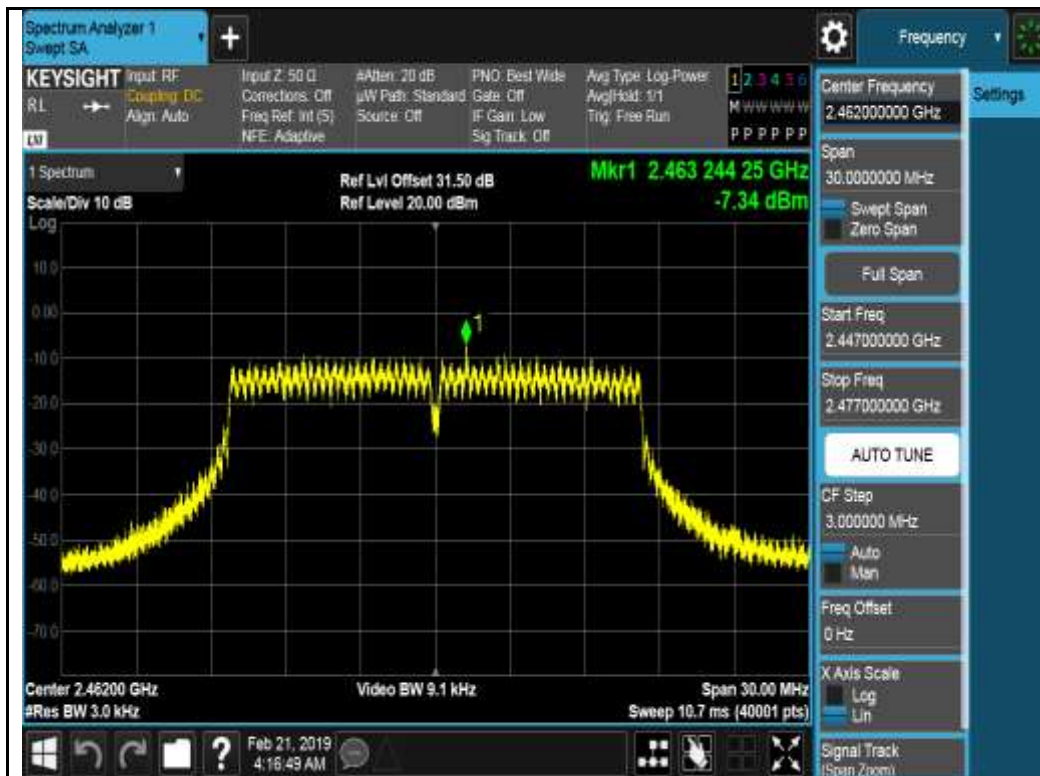 Spectrum Analyzer 1
Swept SA
Frequency
KEYSIGHT
RL
Input: RF
Coupling: DC
Align: Auto
Input Z: 50 Ω
Corrections: Off
Freq Ref: Int (S)
NFE: Adaptive
#Atten: 20 dB
µW Path: Standard
Source: Off
PNO: Best Wide
Gate: Off
IF Gain: Low
Sig Track: Off
Avg Type: Log-Power
Avg|Hold: 1/1
Trig: Free Run
1 2 3 4 5 6
M W W W W W
P P P P P P
1 Spectrum
Scale/Div 10 dB
Log
Ref Lvl Offset 31.50 dB
Ref Level 20.00 dBm
Mkr1 2.463 244 25 GHz
-7.34 dBm
10.0
0.00
-10.0
-20.0
-30.0
-40.0
-50.0
-60.0
-70.0
1
Center 2.46200 GHz
#Res BW 3.0 kHz
Video BW 9.1 kHz
Span 30.00 MHz
Sweep 10.7 ms (40001 pts)
Feb 21, 2019
4:16:49 AM
Center Frequency
2.462000000 GHz
Settings
Span
30.0000000 MHz
Swept Span
Zero Span
Full Span
Start Freq
2.447000000 GHz
Stop Freq
2.477000000 GHz
AUTO TUNE
CF Step
3.000000 MHz
Auto
Man
Freq Offset
0 Hz
X Axis Scale
Log
Lin
Signal Track
(Span Zoom)